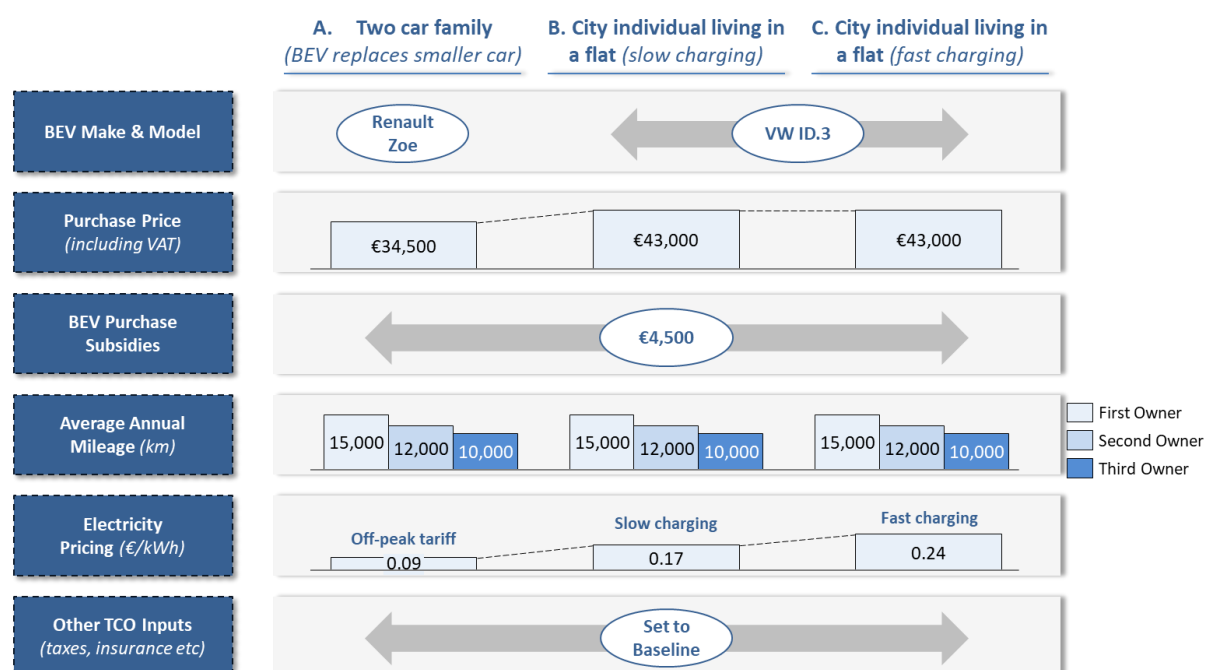 A. Two car family
(BEV replaces smaller car)
B. City individual living in
a flat (slow charging)
C. City individual living in
a flat (fast charging)
BEV Make & Model
Renault
Zoe
VW ID.3
Purchase Price
(including VAT)
€34,500
€43,000
€43,000
BEV Purchase
Subsidies
€4,500
Average Annual
Mileage (km)
15,000
12,000
10,000
15,000
12,000
10,000
15,000
12,000
10,000
First Owner
Second Owner
Third Owner
Electricity
Pricing (€/kWh)
Off-peak tariff
0.09
Slow charging
0.17
Fast charging
0.24
Other TCO Inputs
(taxes, insurance etc)
Set to
Baseline